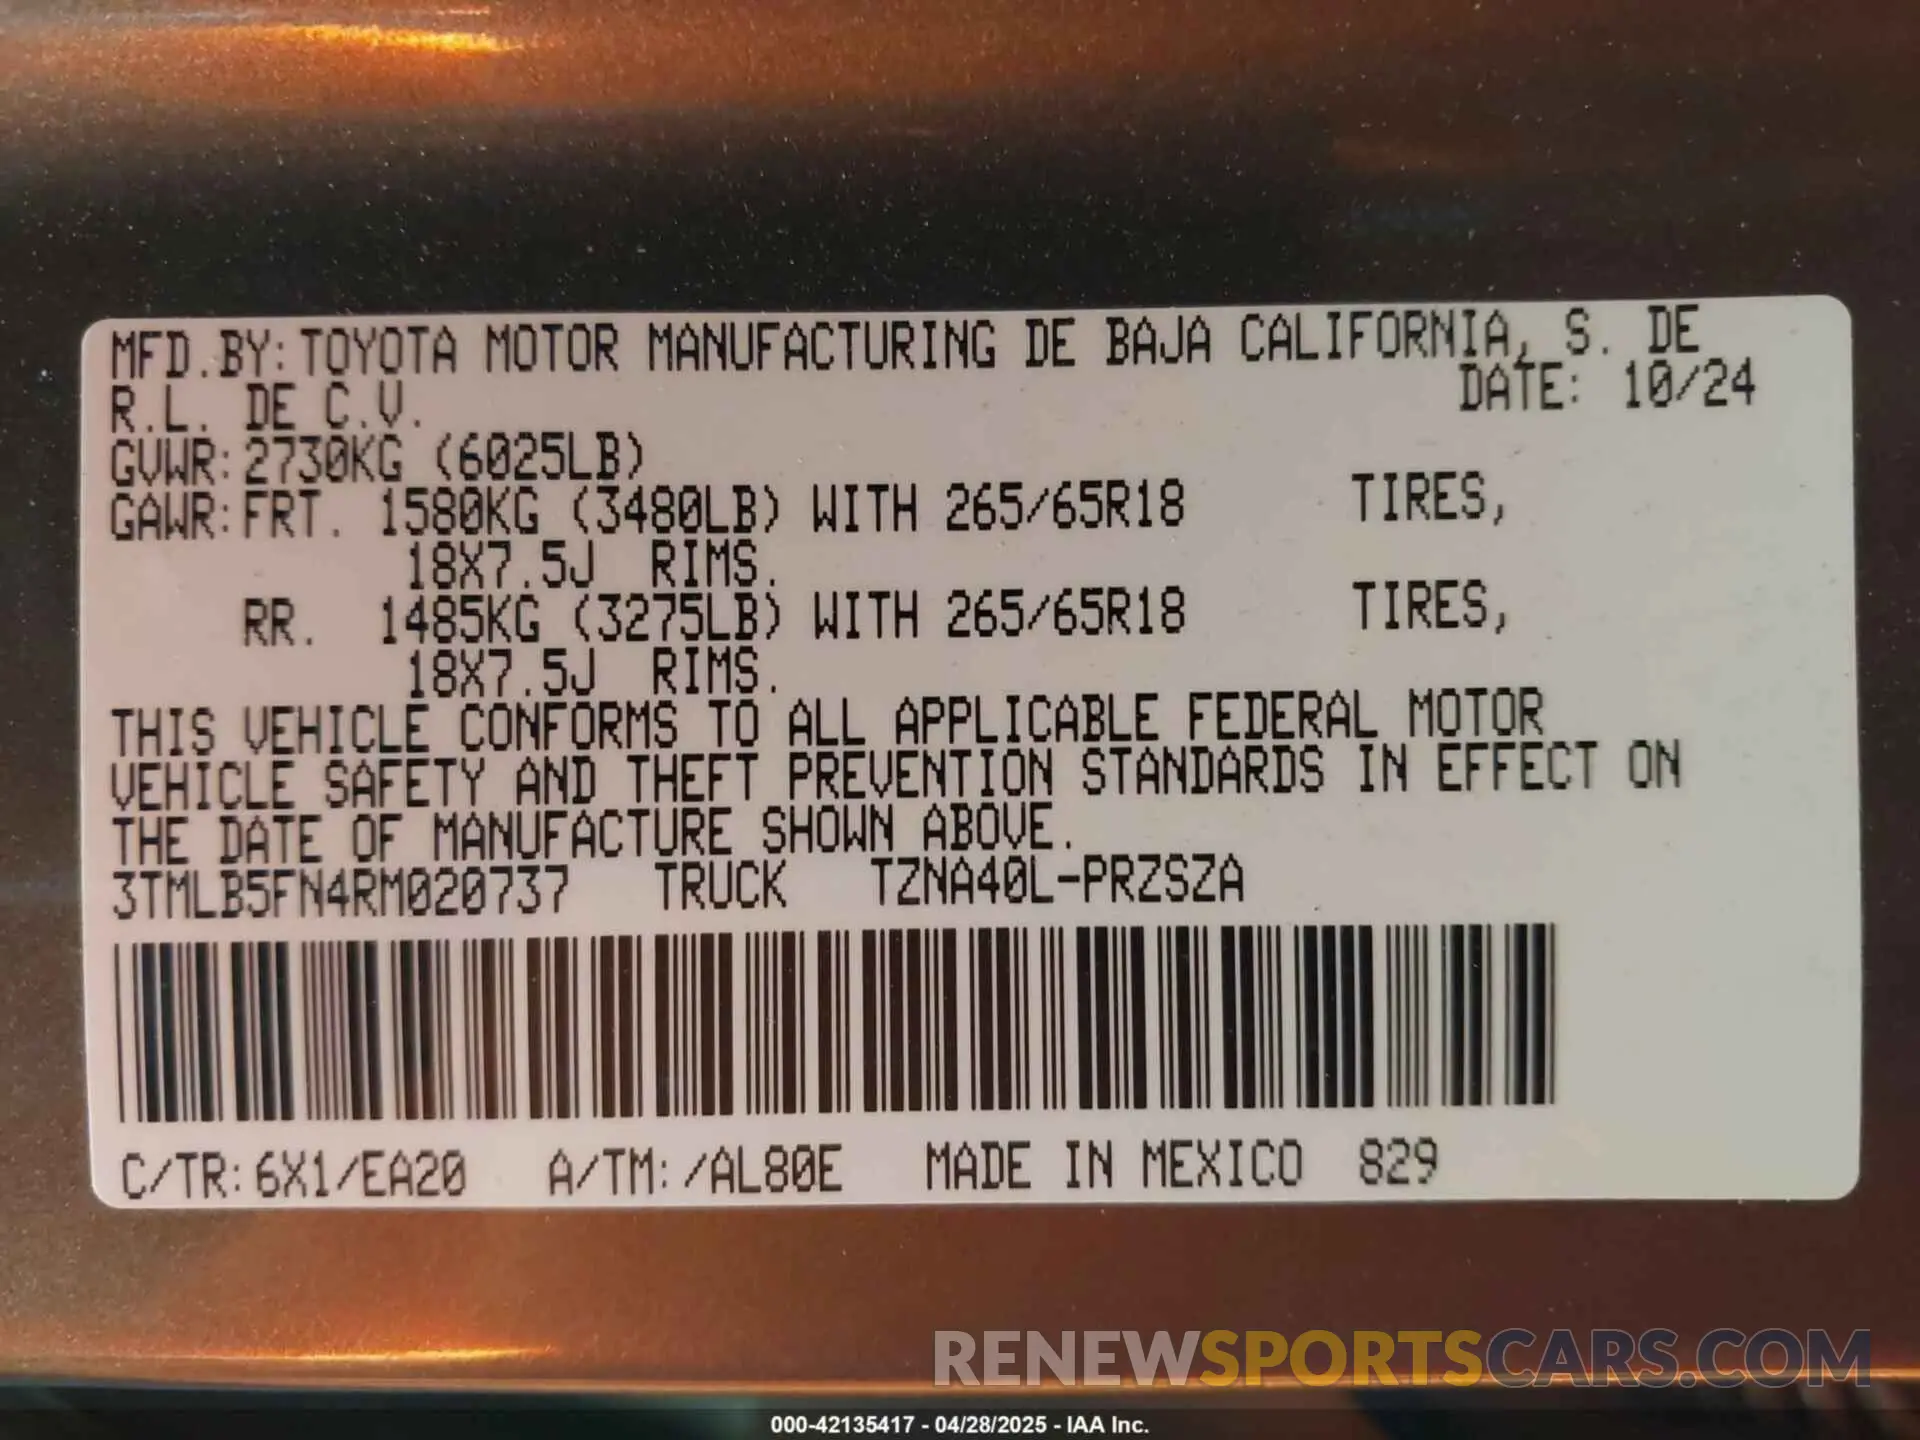 MFD.BY:TOYOTA MOTOR MANUFACTURING DE BAJA CALIFORNIA, S. DE
R.L. DE C.V. DATE: 10/24
GVWR:2730KG (6025LB)
GAWR:FRT. 1580KG (3480LB) WITH 265/65R18 TIRES,
18X7.5J RIMS.
RR. 1485KG (3275LB) WITH 265/65R18 TIRES,
18X7.5J RIMS.
THIS VEHICLE CONFORMS TO ALL APPLICABLE FEDERAL MOTOR
VEHICLE SAFETY AND THEFT PREVENTION STANDARDS IN EFFECT ON
THE DATE OF MANUFACTURE SHOWN ABOVE.
3TMLB5FN4RM020737 TRUCK TZNA40L-PRZSZA
C/TR:6X1/EA20 A/TM:/AL80E MADE IN MEXICO 829
RENEWSPORTSCARS.COM
000-42135417 - 04/28/2025 - IAA Inc.